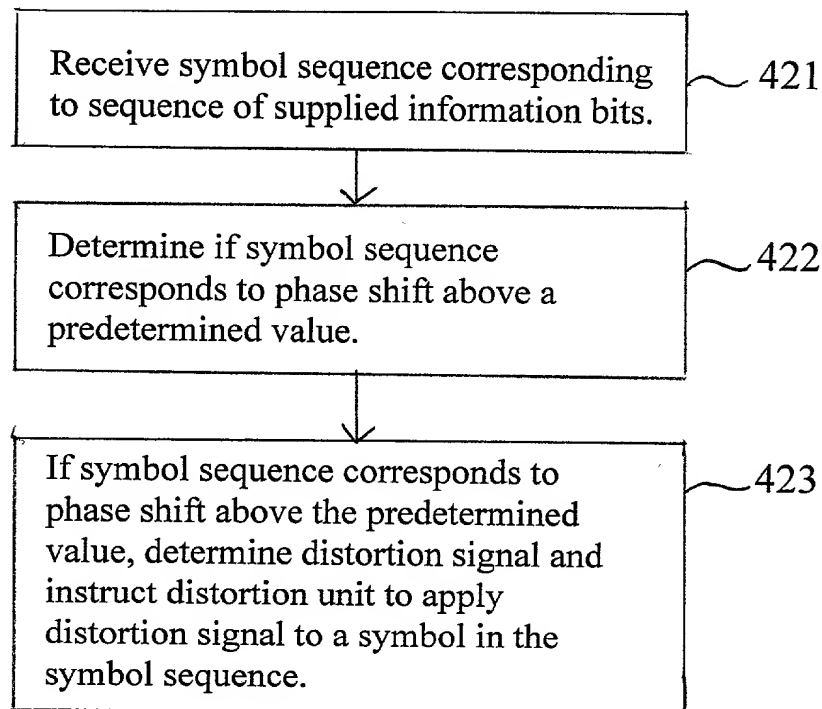 Receive symbol sequence corresponding
to sequence of supplied information bits.
421
Determine if symbol sequence
corresponds to phase shift above a
predetermined value.
422
If symbol sequence corresponds to
phase shift above the predetermined
value, determine distortion signal and
instruct distortion unit to apply
distortion signal to a symbol in the
symbol sequence.
423